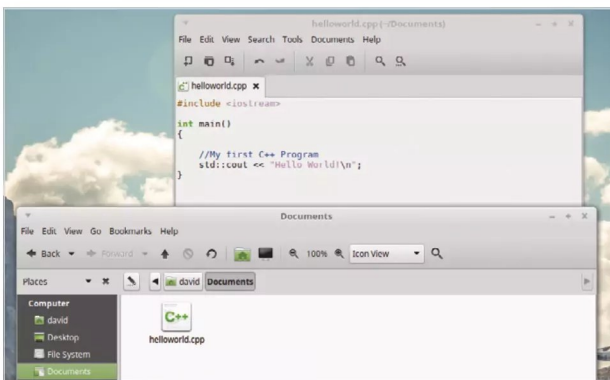 helloworld.cpp (~/Documents)
File Edit View Search Tools Documents Help
helloworld.cpp
#include <iostream>
int main()
{
//My first C++ Program
std::cout << "Hello World!\n";
}
Documents
File Edit View Go Bookmarks Help
Back Forward 100% Icon View
Places david Documents
Computer
david
Desktop
File System
Documents
C++
helloworld.cpp